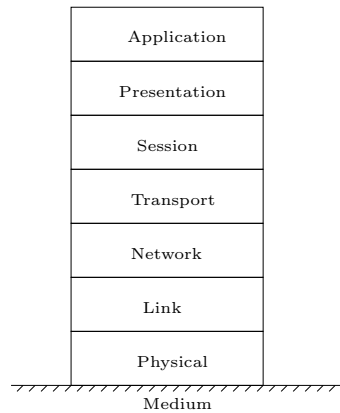 Application
Presentation
Session
Transport
Network
Link
Physical
Medium